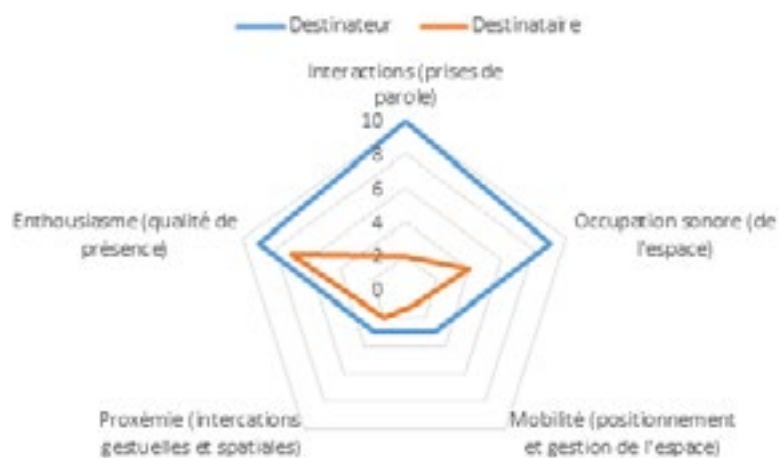 Destinateur Destinataire
Interactions (prises de
parole)
10
8
6
4
2
0
Enthousiasme (qualité de
présence)
Occupation sonore (de
l'espace)
Proxémie (intercations
gestuelles et spatiales)
Mobilité (positionnement
et gestion de l'espace)